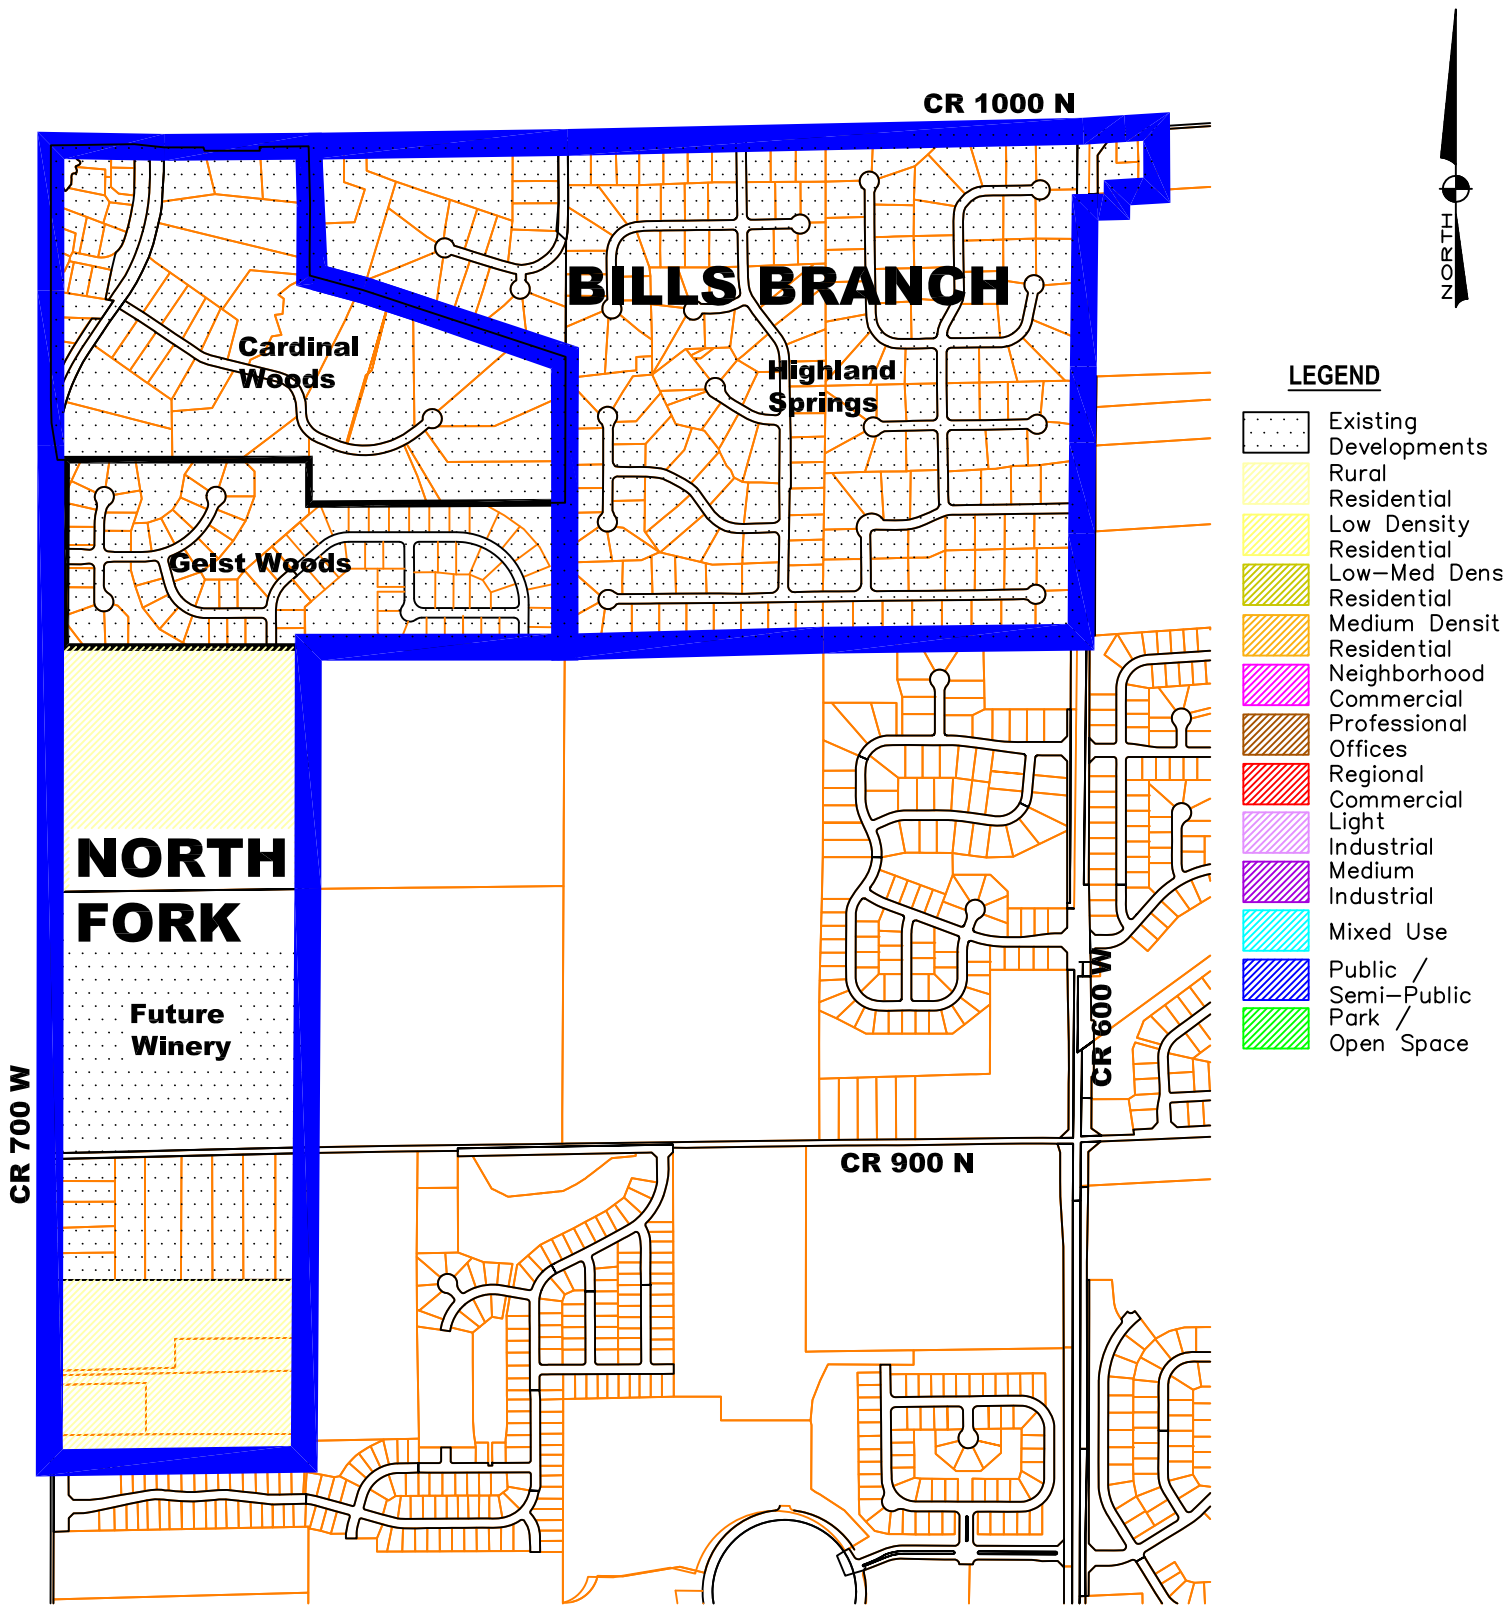 CR 1000 N
NORTH
BILLS BRANCH
Cardinal
Woods
Highland
Springs
Geist Woods
NORTH
FORK
Future
Winery
CR 700 W
CR 600 W
CR 900 N
LEGEND
Existing
Developments
Rural
Residential
Low Density
Residential
Low-Med Dens
Residential
Medium Densit
Residential
Neighborhood
Commercial
Professional
Offices
Regional
Commercial
Light
Industrial
Medium
Industrial
Mixed Use
Public /
Semi-Public
Park /
Open Space